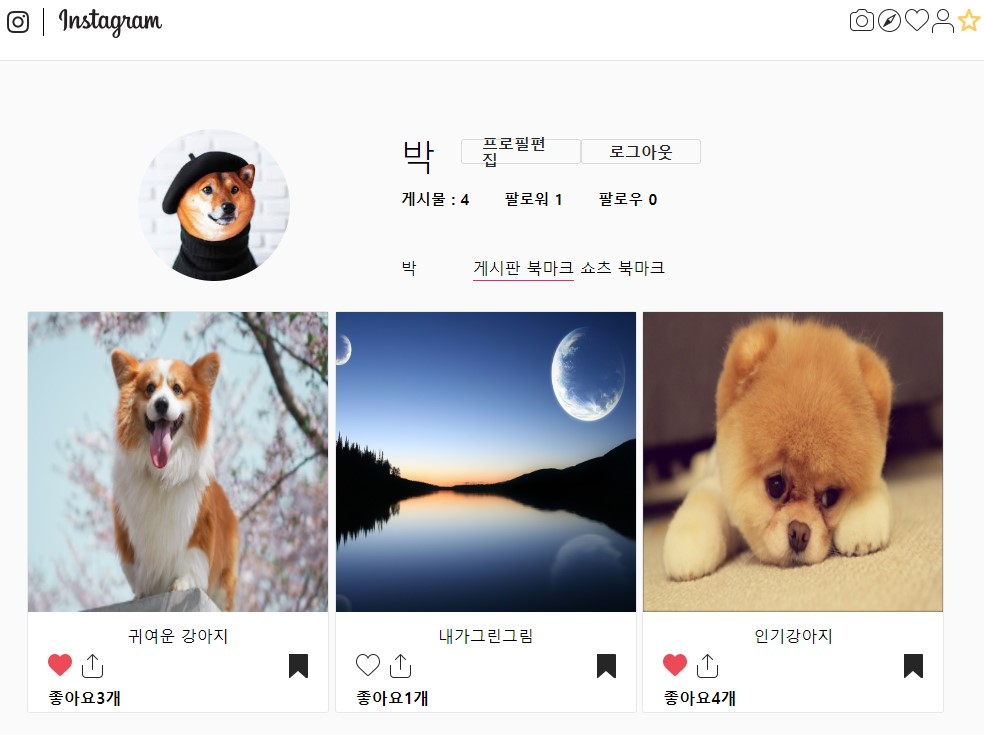 Instagram
박
프로필편
집
로그아웃
게시물 : 4 팔로워 1 팔로우 0
박
게시판 북마크 쇼츠 북마크
귀여운 강아지
좋아요3개
내가그린그림
좋아요1개
인기강아지
좋아요4개